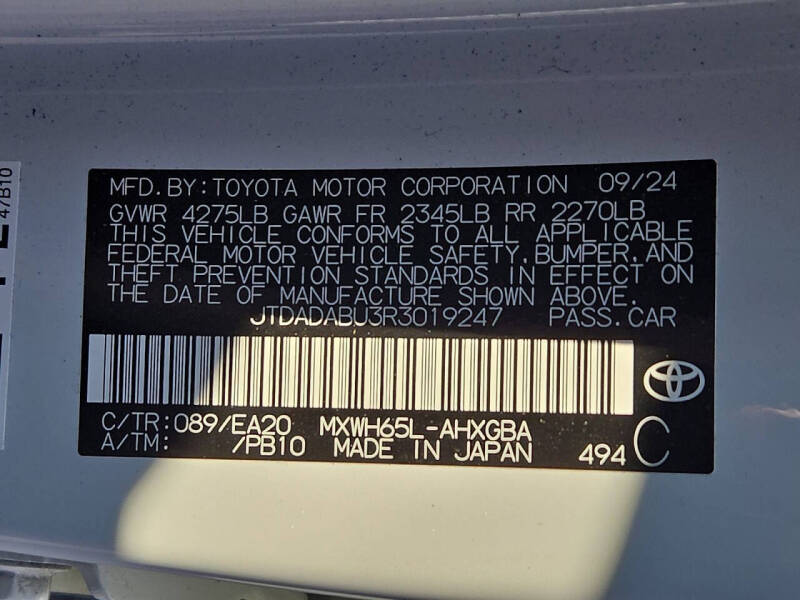 47B10
MFD.BY:TOYOTA MOTOR CORPORATION 09/24
GVWR 4275LB GAWR FR 2345LB RR 2270LB
THIS VEHICLE CONFORMS TO ALL APPLICABLE
FEDERAL MOTOR VEHICLE SAFETY,BUMPER,AND
THEFT PREVENTION STANDARDS IN EFFECT ON
THE DATE OF MANUFACTURE SHOWN ABOVE.
JTDADABU3R3019247 PASS.CAR
C/TR:089/EA20 MXWH65L-AHXGBA
A/TM: /PB10 MADE IN JAPAN 494 C